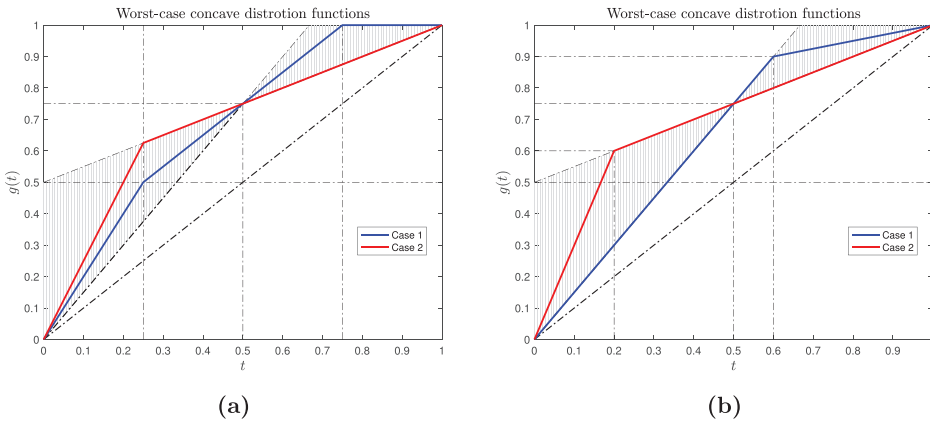 Worst-case concave distrotion functions
1
0.9
0.8
0.7
0.6
0.5
0.4
0.3
0.2
0.1
0
g(t)
Case 1
Case 2
0 0.1 0.2 0.3 0.4 0.5 0.6 0.7 0.8 0.9 1
t
(a)
Worst-case concave distrotion functions
1
0.9
0.8
0.7
0.6
0.5
0.4
0.3
0.2
0.1
0
g(t)
Case 1
Case 2
0 0.1 0.2 0.3 0.4 0.5 0.6 0.7 0.8 0.9
t
(b)